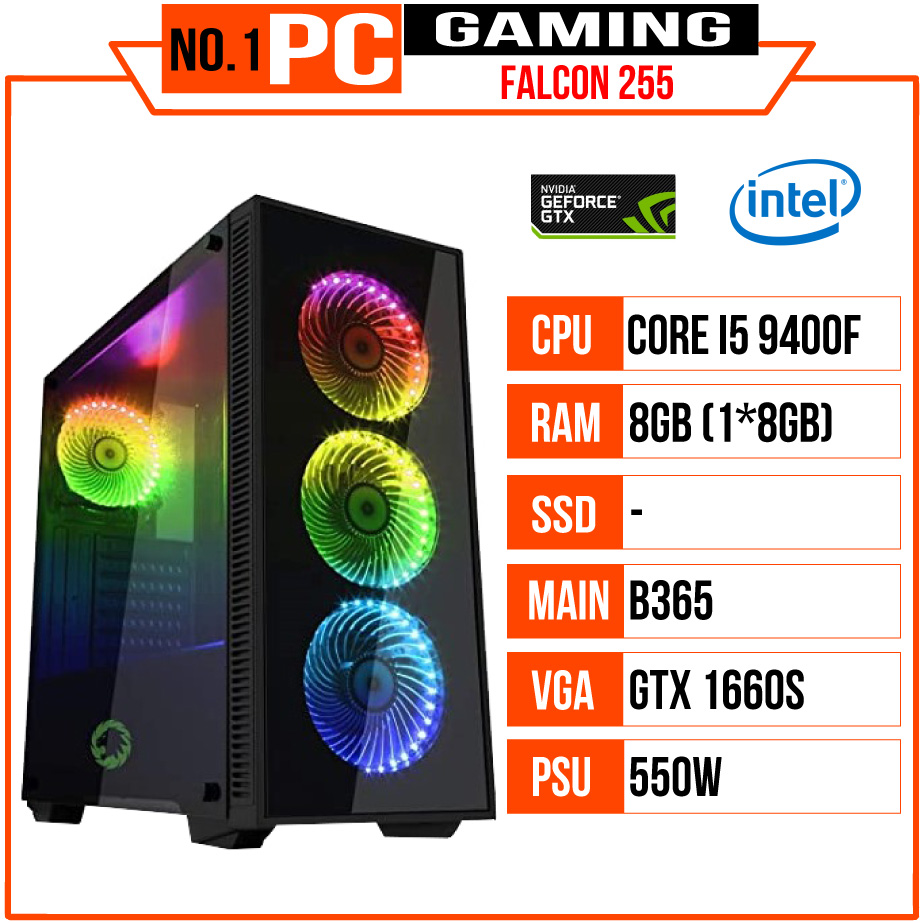 NO.1 PC GAMING
FALCON 255
NVIDIA
GEFORCE®
GTX
intel®
CPU CORE I5 9400F
RAM 8GB (1*8GB)
SSD -
MAIN B365
VGA GTX 1660S
PSU 550W